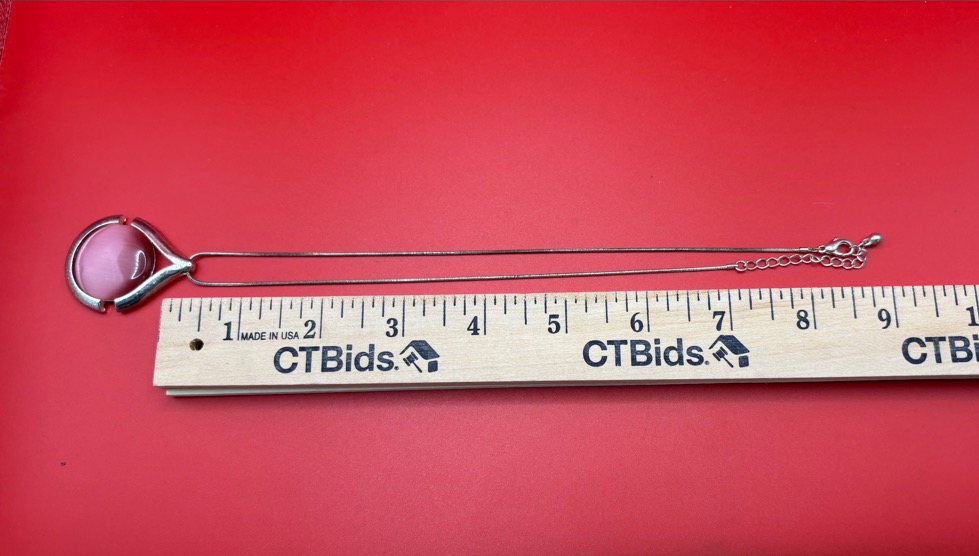 1 MADE IN USA 2 3 4 5 6 7 8 9 1
CTBids. CTBids. CTBi